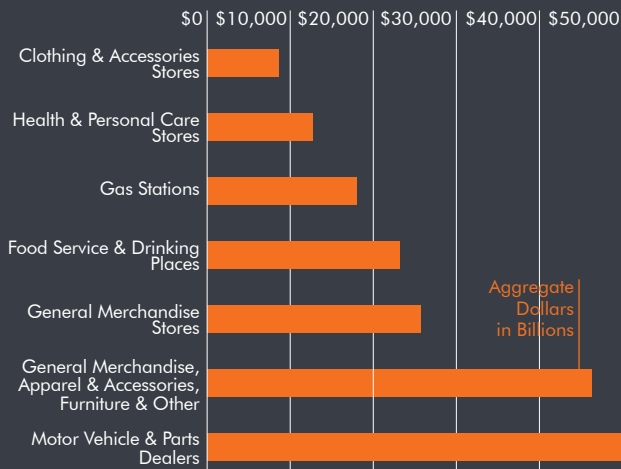 $0 $10,000 $20,000 $30,000 $40,000 $50,000
Clothing & Accessories
Stores
Health & Personal Care
Stores
Gas Stations
Food Service & Drinking
Places
General Merchandise
Stores
Aggregate
Dollars
in Billions
General Merchandise,
Apparel & Accessories,
Furniture & Other
Motor Vehicle & Parts
Dealers